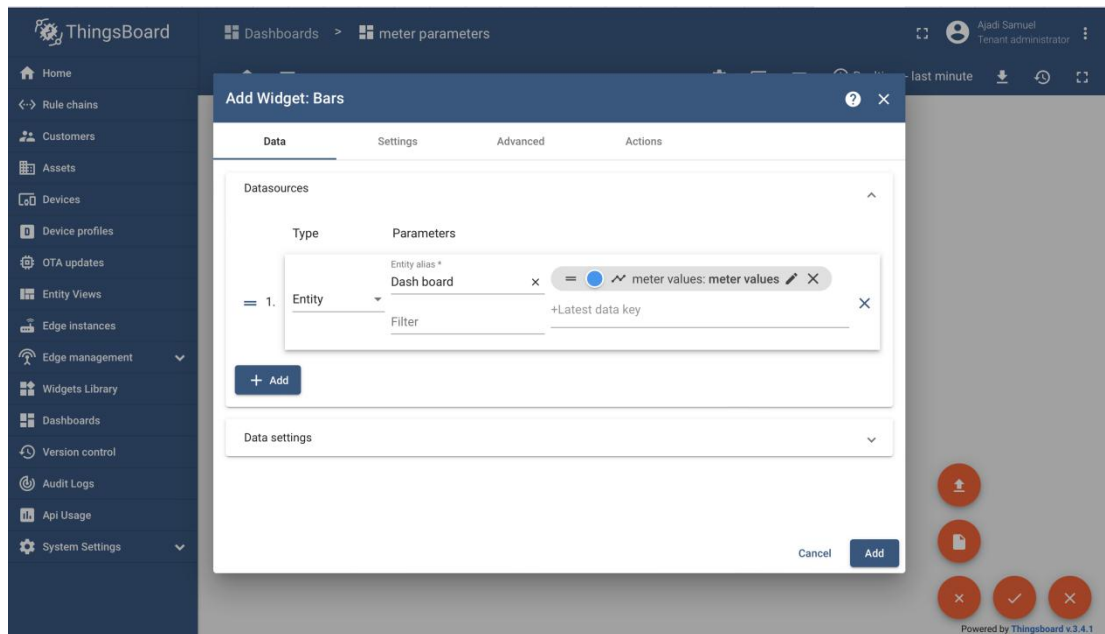 ThingsBoard
Dashboards > meter parameters
Ajadi Samuel
Tenant administrator
Home
Rule chains
Customers
Assets
Devices
Device profiles
OTA updates
Entity Views
Edge instances
Edge management
Widgets Library
Dashboards
Version control
Audit Logs
Api Usage
System Settings
- last minute
Add Widget: Bars
Data Settings Advanced Actions
Datasources
Type Parameters
1. Entity
Entity alias *
Dash board
meter values: meter values
+Latest data key
Filter
+ Add
Data settings
Cancel Add
Powered by Thingsboard v.3.4.1